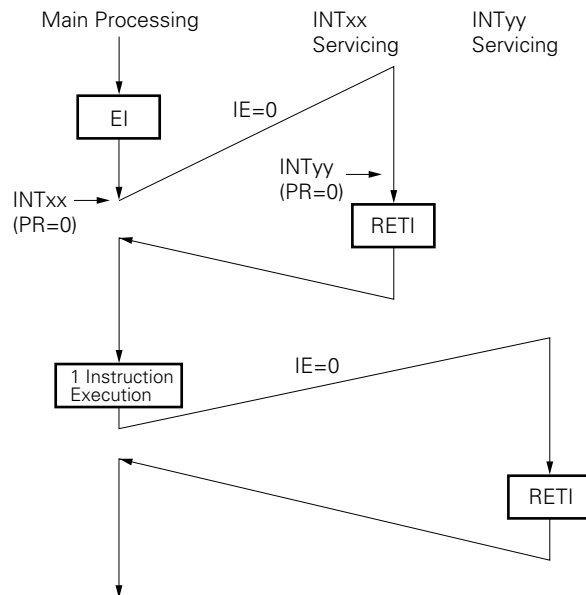 Main Processing
INTxx
Servicing
INTyy
Servicing
EI
IE=0
INTxx
(PR=0)
INTyy
(PR=0)
RETI
1 Instruction
Execution
IE=0
RETI